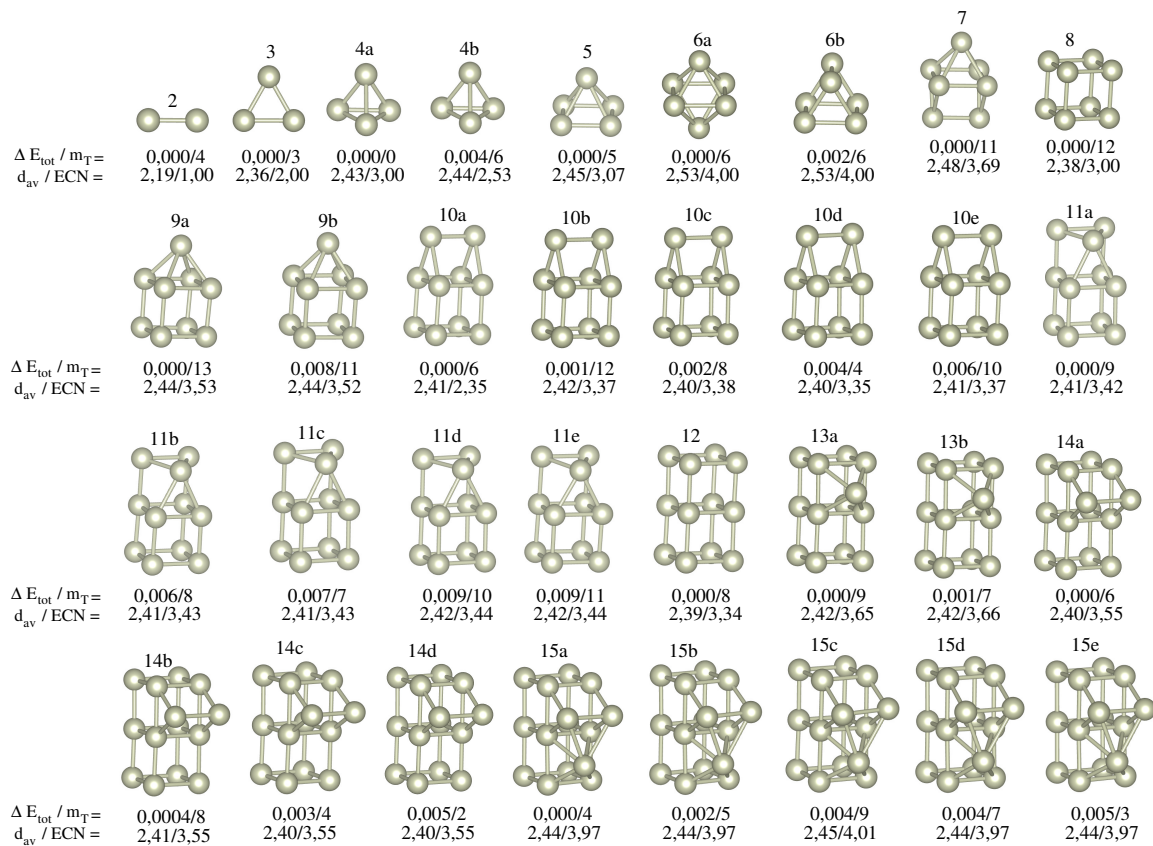 2 3 4a 4b 5 6a 6b 7 8
Δ E_tot / m_T = 0,000/4 0,000/3 0,000/0 0,004/6 0,000/5 0,000/6 0,002/6 0,000/11 0,000/12
d_av / ECN = 2,19/1,00 2,36/2,00 2,43/3,00 2,44/2,53 2,45/3,07 2,53/4,00 2,53/4,00 2,48/3,69 2,38/3,00
9a 9b 10a 10b 10c 10d 10e 11a
Δ E_tot / m_T = 0,000/13 0,008/11 0,000/6 0,001/12 0,002/8 0,004/4 0,006/10 0,000/9
d_av / ECN = 2,44/3,53 2,44/3,52 2,41/2,35 2,42/3,37 2,40/3,38 2,40/3,35 2,41/3,37 2,41/3,42
11b 11c 11d 11e 12 13a 13b 14a
Δ E_tot / m_T = 0,006/8 0,007/7 0,009/10 0,009/11 0,000/8 0,000/9 0,001/7 0,000/6
d_av / ECN = 2,41/3,43 2,41/3,43 2,42/3,44 2,42/3,44 2,39/3,34 2,42/3,65 2,42/3,66 2,40/3,55
14b 14c 14d 15a 15b 15c 15d 15e
Δ E_tot / m_T = 0,0004/8 0,003/4 0,005/2 0,000/4 0,002/5 0,004/9 0,004/7 0,005/3
d_av / ECN = 2,41/3,55 2,40/3,55 2,40/3,55 2,44/3,97 2,44/3,97 2,45/4,01 2,44/3,97 2,44/3,97